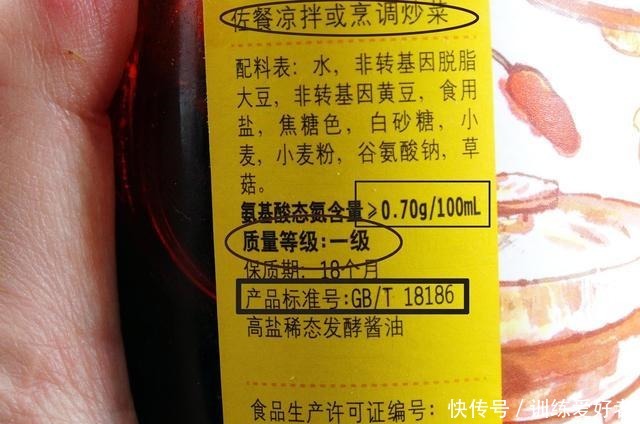 佐餐凉拌或烹调炒菜
配料表：水，非转基因脱脂
大豆，非转基因黄豆，食用
盐，焦糖色，白砂糖，小
麦，小麦粉，谷氨酸钠，草
菇。
氨基酸态氮含量≥0.70g/100mL
质量等级：一级
保质期：18个月
产品标准号：GB/T 18186
高盐稀态发酵酱油
食品生产许可证编号：
快传号/训练爱好者